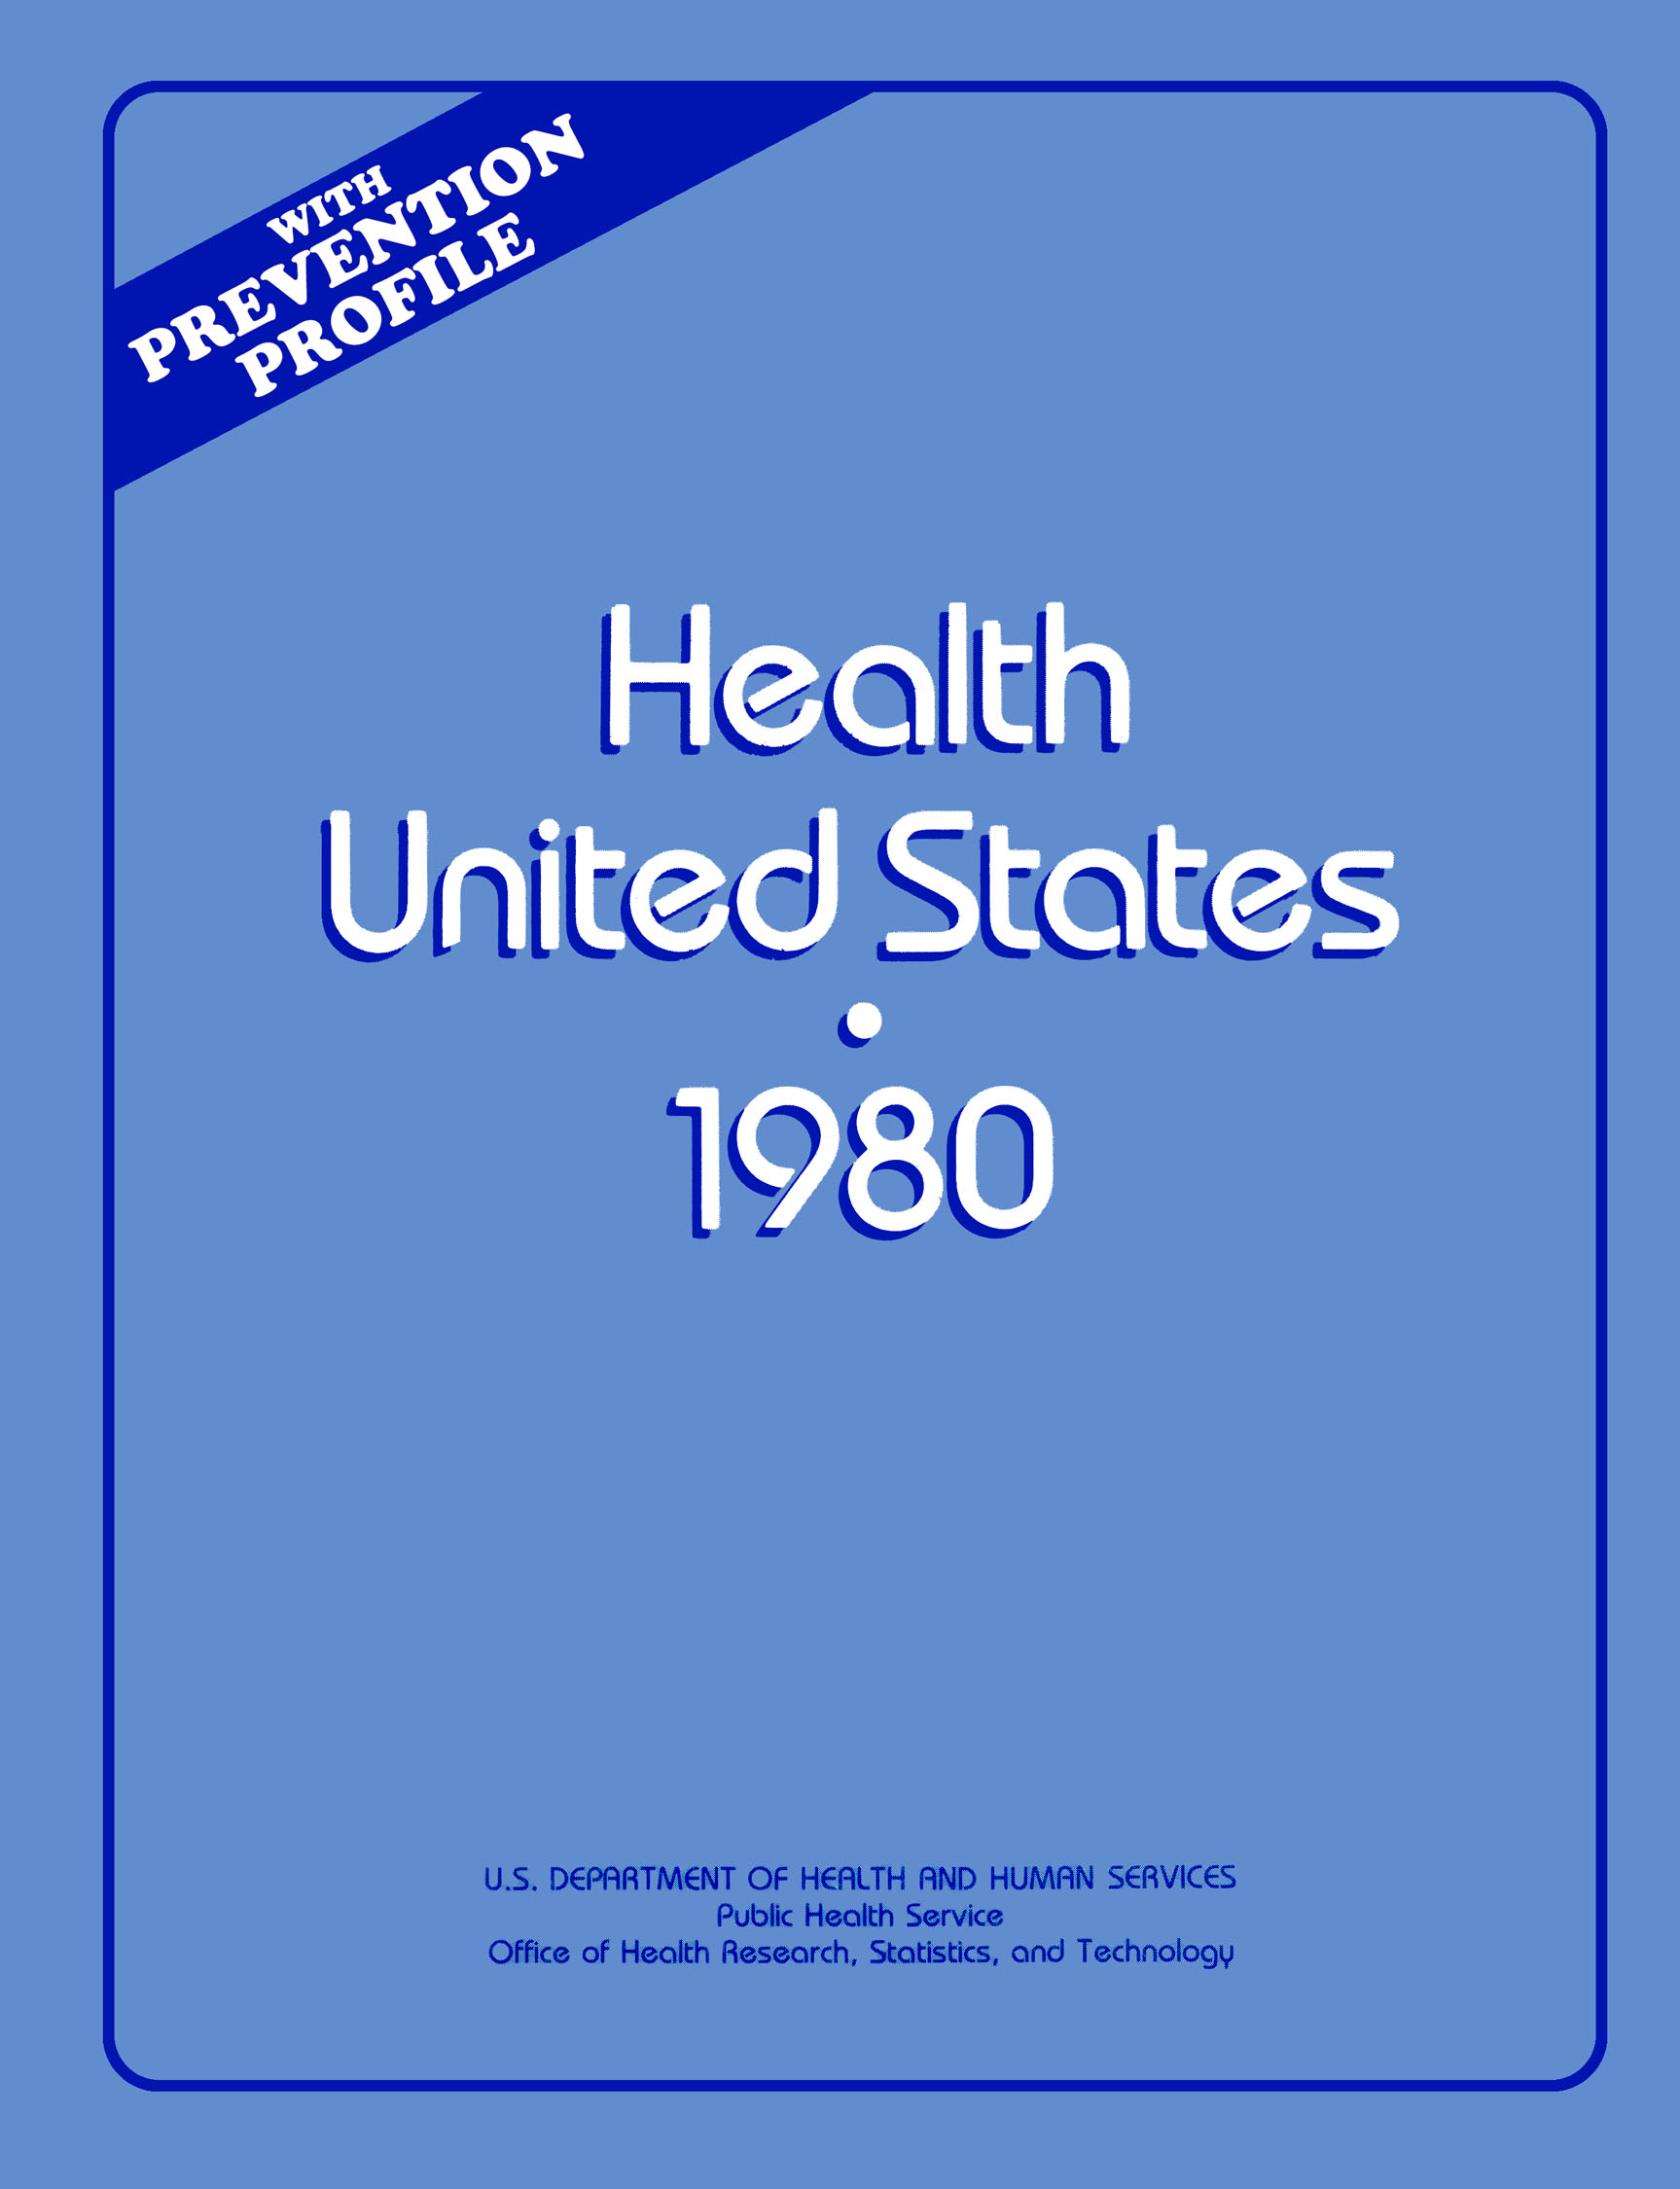 WITH
PREVENTION
PROFILE
Health
United States
•
1980
U.S. DEPARTMENT OF HEALTH AND HUMAN SERVICES
Public Health Service
Office of Health Research, Statistics, and Technology